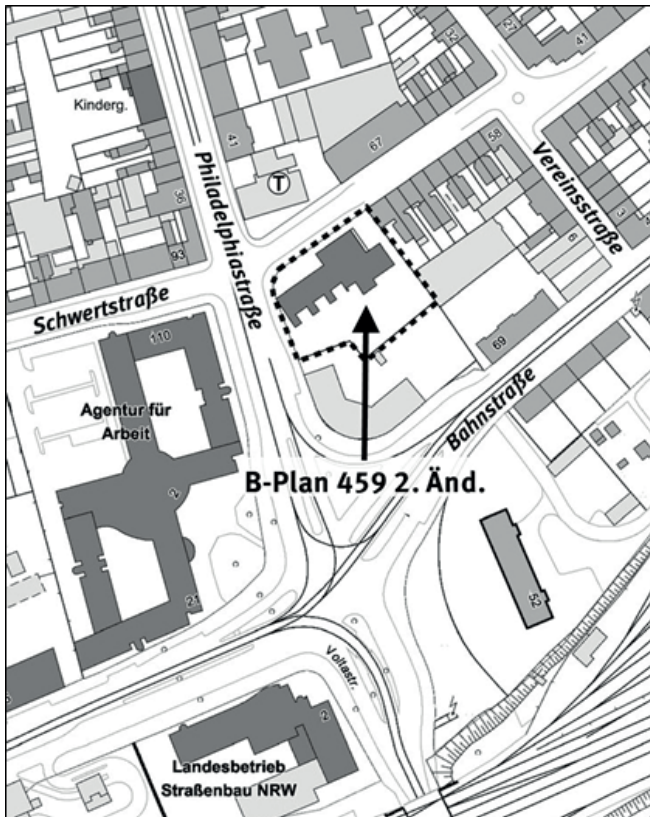 27
41
32
Kinderg.
41
67
58
T
Philadelphiastraße
Vereinsstraße
36
3
6
93
Schwertstraße
110
69
Agentur für
Arbeit
Bahnstraße
B-Plan 459 2. Änd.
2
52
21
Voltastr.
2
Landesbetrieb
Straßenbau NRW